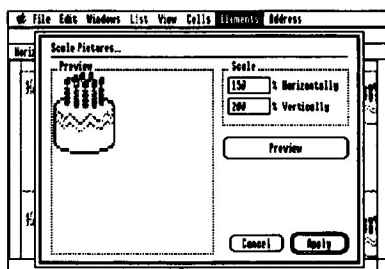 File Edit Windows List View Cells Elements Address
Horiz
Scale Pictures...
Preview
Scale
150 % Horizontally
200 % Vertically
Preview
Cancel Apply